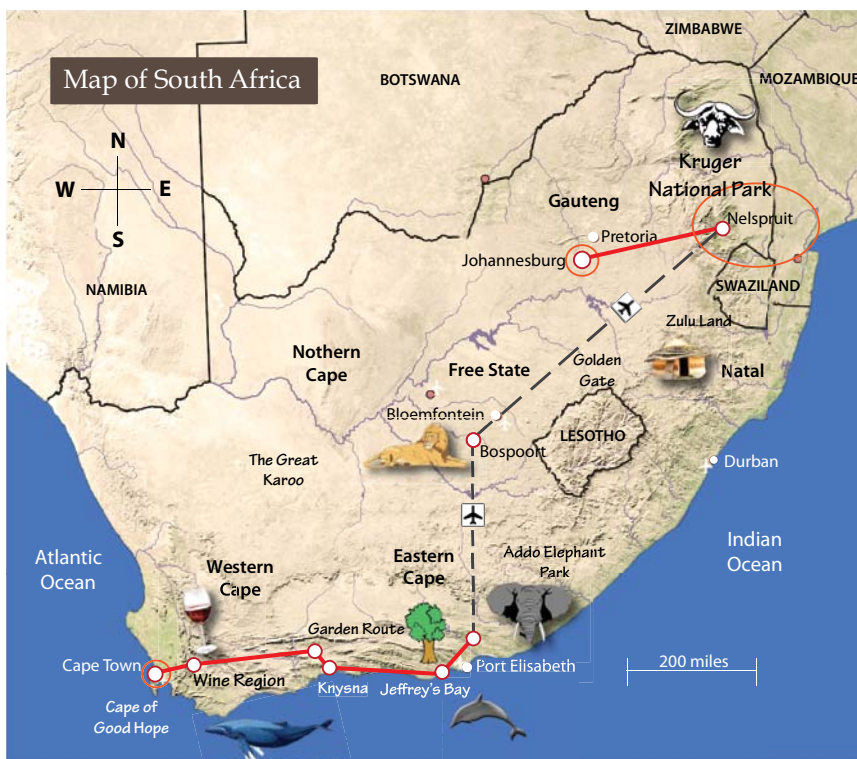 ZIMBABWE
Map of South Africa
BOTSWANA
MOZAMBIQUE
N
W
E
S
Kruger
National Park
Gauteng
Nelspruit
Pretoria
Johannesburg
NAMIBIA
SWAZILAND
Zulu Land
Nothern
Cape
Golden
Gate
Free State
Natal
Bloemfontein
LESOTHO
Bospoort
The Great
Karoo
Durban
Indian
Ocean
Atlantic
Ocean
Western
Cape
Eastern
Cape
Addo Elephant
Park
Garden Route
Cape Town
Wine Region
Knysna
Jeffrey's Bay
Port Elisabeth
200 miles
Cape of
Good Hope